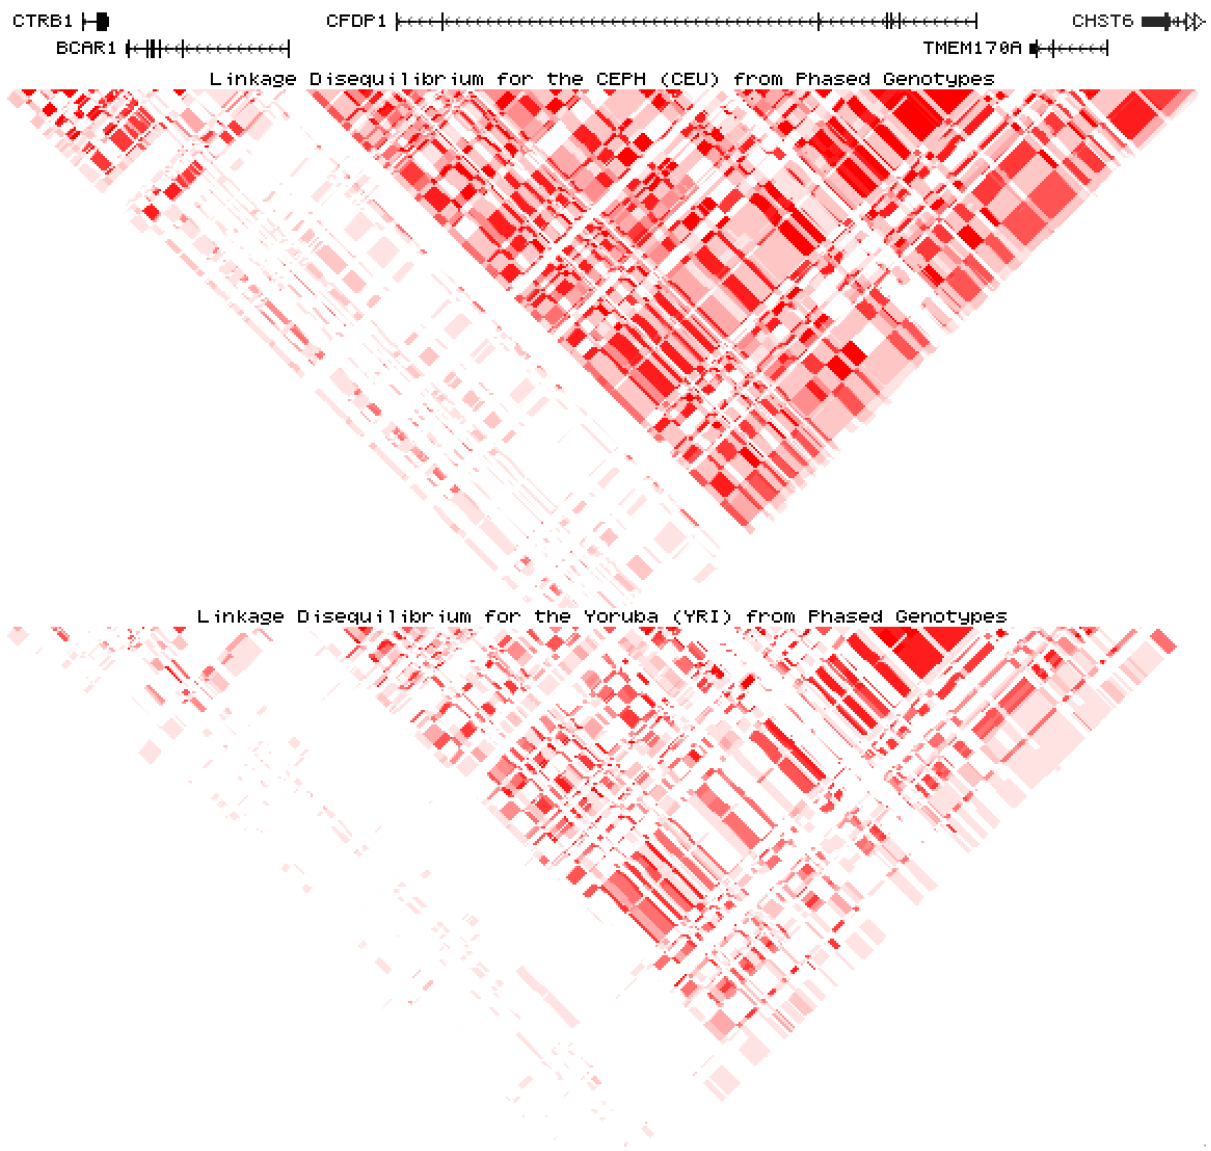 CTRB1 CFDP1 CHST6
BCAR1 TMEM170A
Linkage Disequilibrium for the CEPH (CEU) from Phased Genotypes
Linkage Disequilibrium for the Yoruba (YRI) from Phased Genotypes